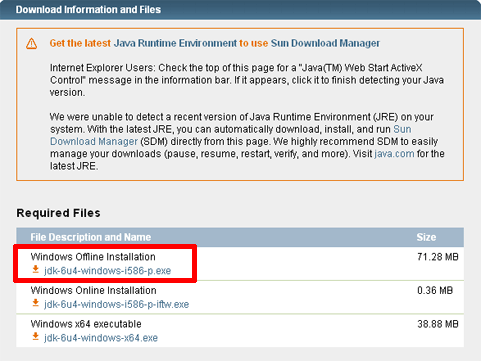 Download Information and Files
Get the latest Java Runtime Environment to use Sun Download Manager
Internet Explorer Users: Check the top of this page for a "Java(TM) Web Start ActiveX
Control" message in the information bar. If it appears, click it to finish detecting your Java
version.
We were unable to detect a recent version of Java Runtime Environment (JRE) on
your system. With the latest JRE, you can automatically download, install, and run Sun
Download Manager (SDM) directly from this page. We highly recommend SDM to easily
manage your downloads (pause, resume, restart, verify, and more). Visit java.com for the
latest JRE.
Required Files
File Description and Name Size
Windows Offline Installation 71.28 MB
jdk-6u4-windows-i586-p.exe
Windows Online Installation 0.36 MB
jdk-6u4-windows-i586-p-iftw.exe
Windows x64 executable 38.88 MB
jdk-6u4-windows-x64.exe